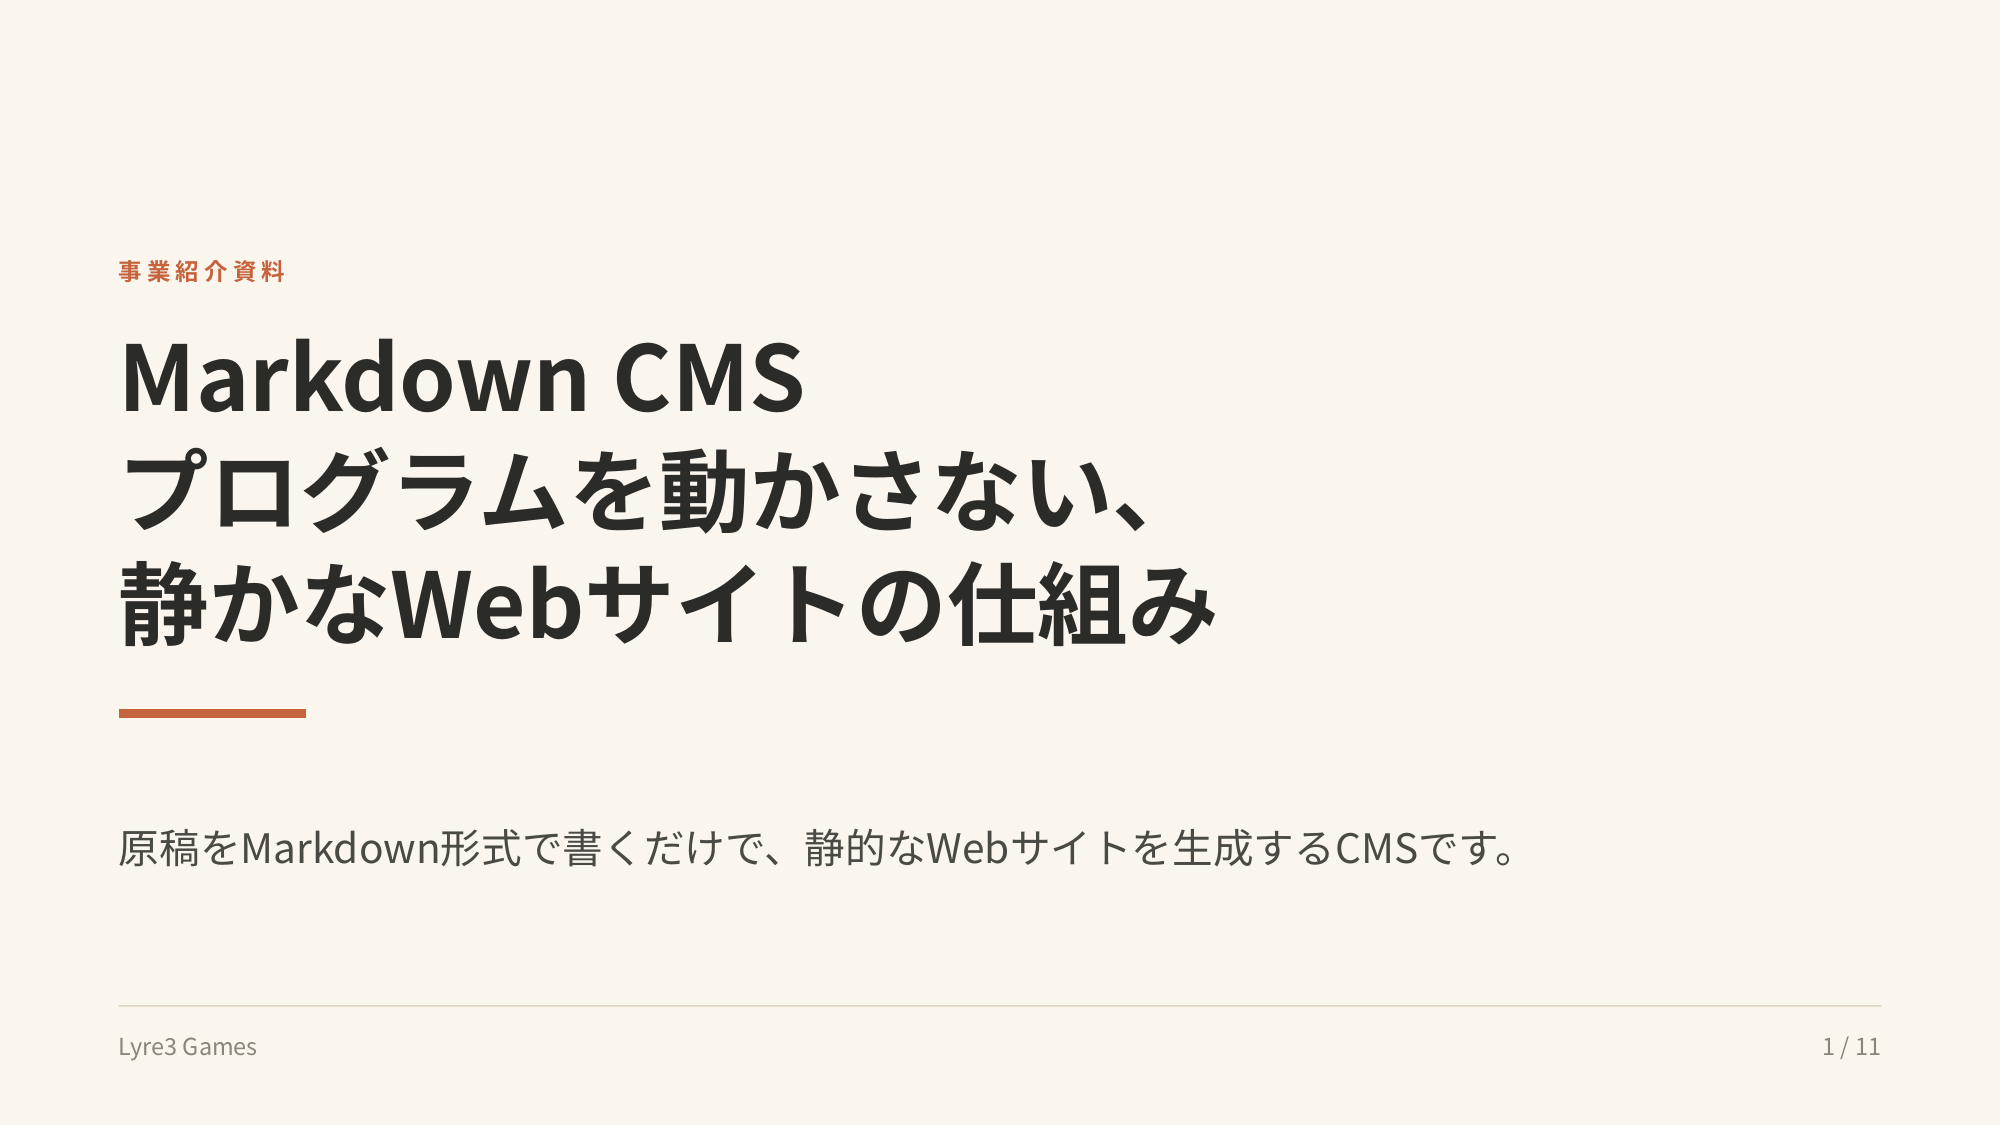 事業紹介資料
Markdown CMS
プログラムを動かさない、
静かなWebサイトの仕組み
原稿をMarkdown形式で書くだけで、静的なWebサイトを生成するCMSです。
Lyre3 Games
1 / 11